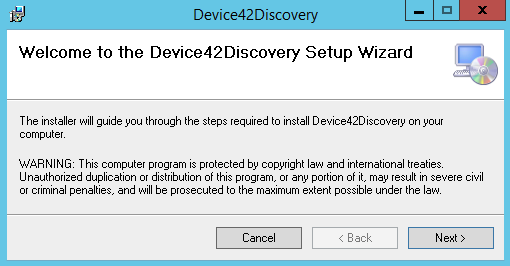 Device42Discovery
Welcome to the Device42Discovery Setup Wizard
The installer will guide you through the steps required to install Device42Discovery on your
computer.
WARNING: This computer program is protected by copyright law and international treaties.
Unauthorized duplication or distribution of this program, or any portion of it, may result in severe civil
or criminal penalties, and will be prosecuted to the maximum extent possible under the law.
Cancel < Back Next >